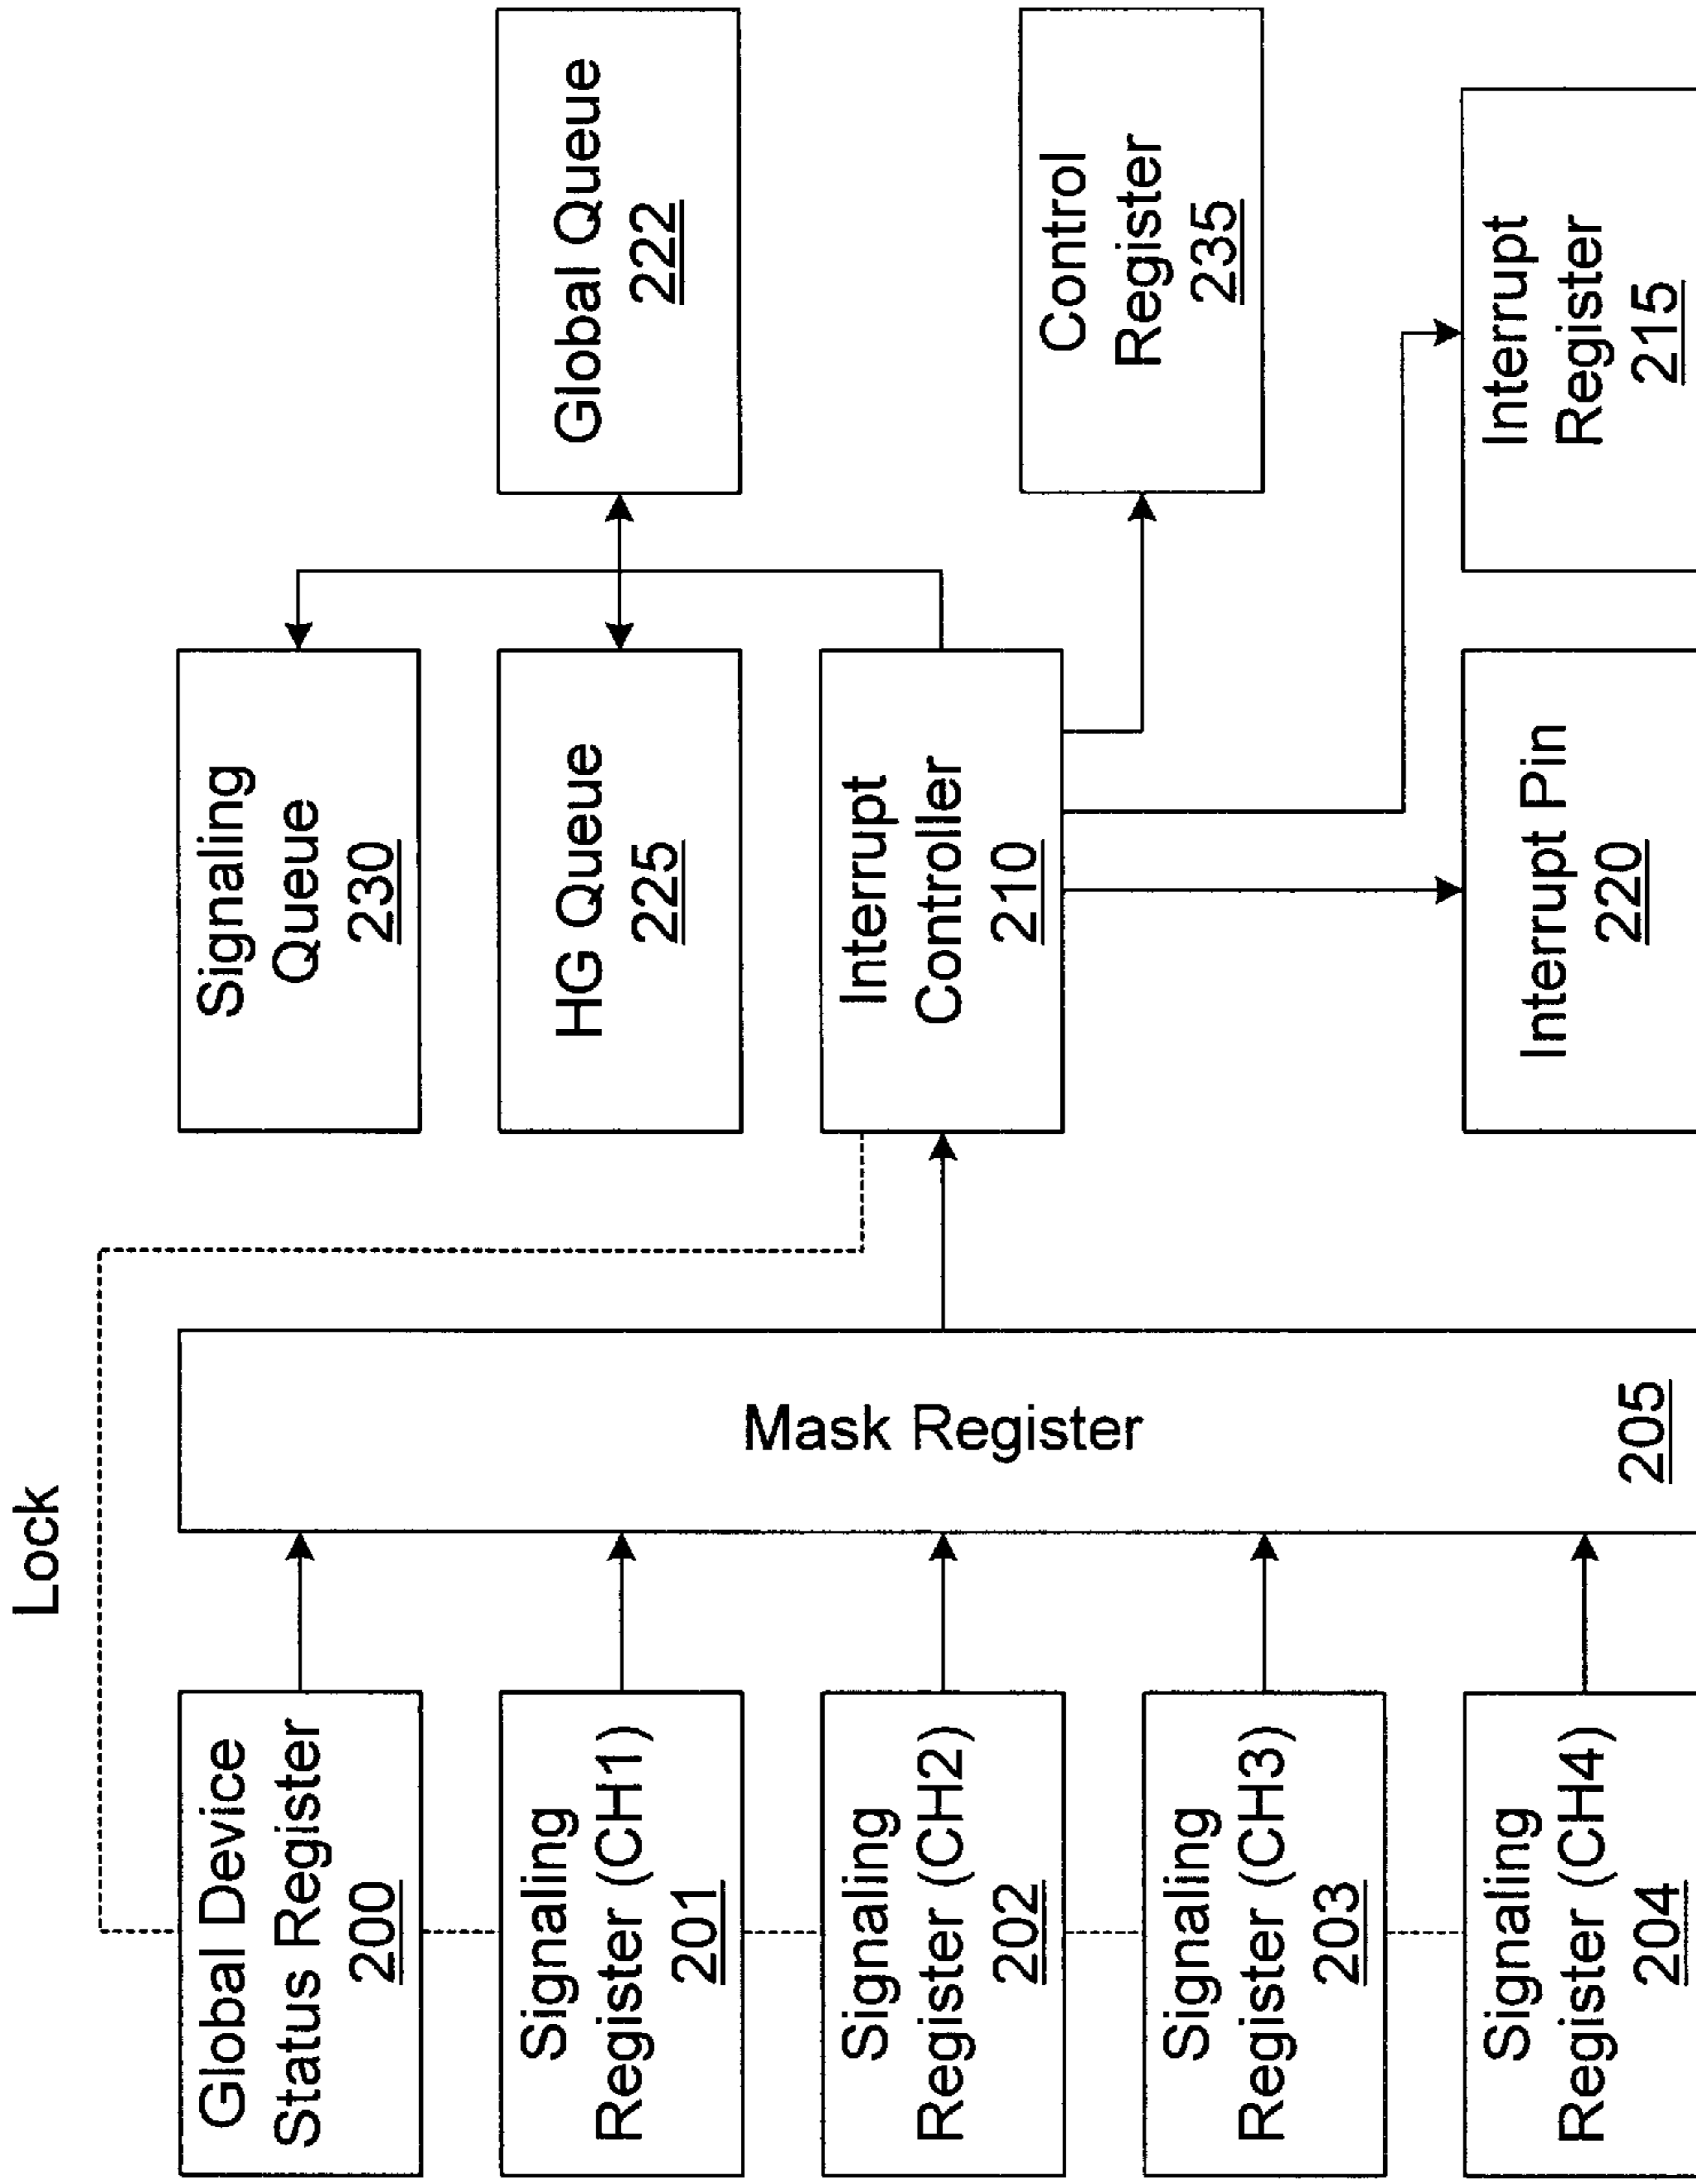 Lock
Global Device
Status Register
200
Signaling
Register (CH1)
201
Signaling
Register (CH2)
202
Signaling
Register (CH3)
203
Signaling
Register (CH4)
204
Mask Register
205
Signaling
Queue
230
HG Queue
225
Interrupt
Controller
210
Interrupt Pin
220
Global Queue
222
Control
Register
235
Interrupt
Register
215